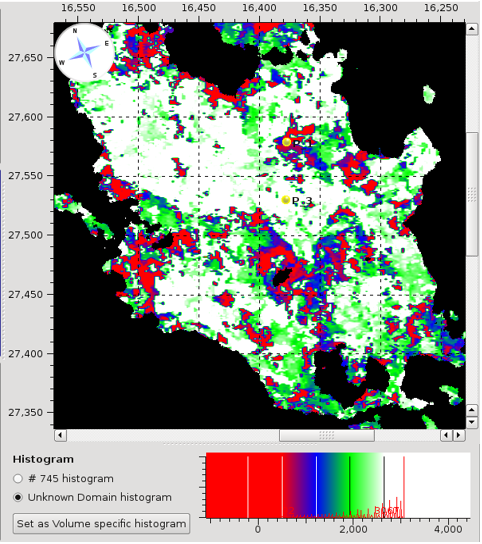 16,550 16,500 16,450 16,400 16,350 16,300 16,250
N
E
W
S
27,650
27,600
27,550
P-3
27,500
27,450
27,400
27,350
Histogram
# 745 histogram
Unknown Domain histogram
Set as Volume specific histogram
0 2,000 4,000